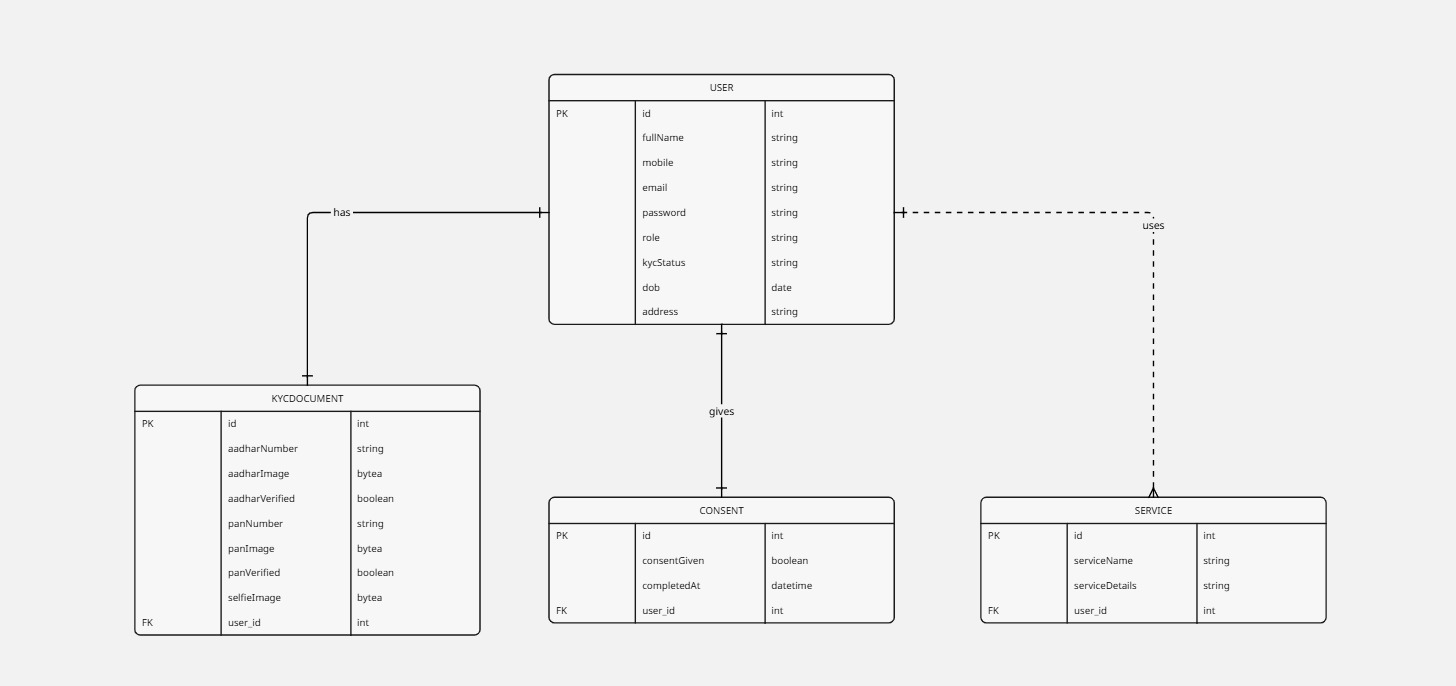 USER
PK id int
fullName string
mobile string
email string
password string
role string
kycStatus string
dob date
address string
has
uses
gives
KYCDOCUMENT
PK id int
aadharNumber string
aadharImage bytea
aadharVerified boolean
panNumber string
panImage bytea
panVerified boolean
selfieImage bytea
FK user_id int
CONSENT
PK id int
consentGiven boolean
completedAt datetime
FK user_id int
SERVICE
PK id int
serviceName string
serviceDetails string
FK user_id int